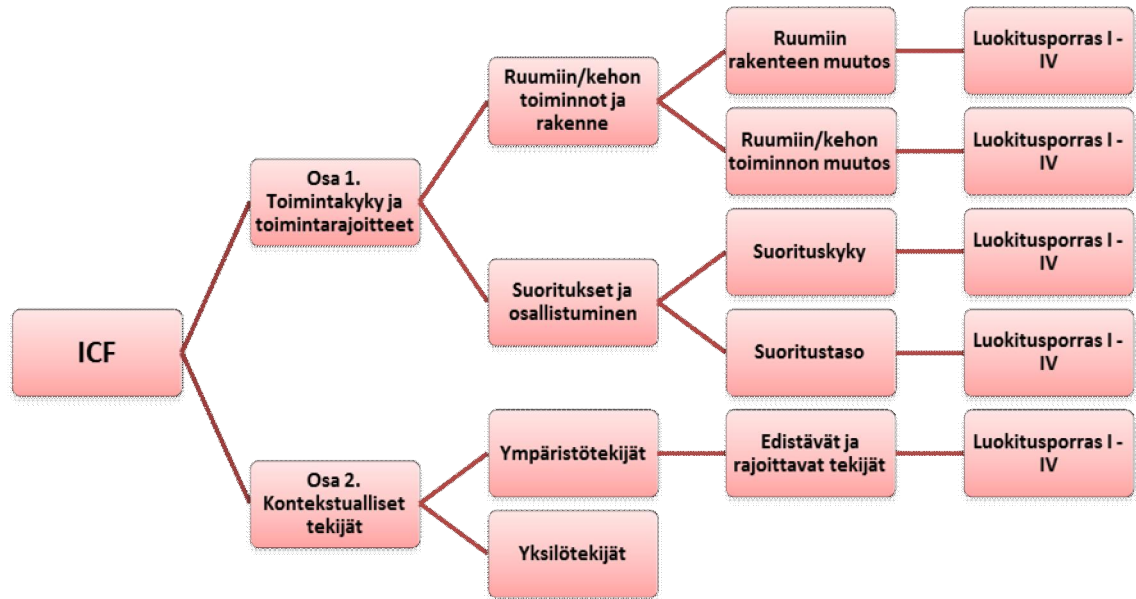 ICF
Osa 1.
Toimintakyky ja
toimintarajoitteet
Ruumiin/kehon
toiminnot ja
rakenne
Ruumiin
rakenteen muutos
Luokitusporras I -
IV
Ruumiin/kehon
toiminnon muutos
Luokitusporras I -
IV
Suoritukset ja
osallistuminen
Suorituskyky
Luokitusporras I -
IV
Suoritustaso
Luokitusporras I -
IV
Osa 2.
Kontekstualliset
tekijät
Ympäristötekijät
Edistävät ja
rajoittavat tekijät
Luokitusporras I -
IV
Yksilötekijät